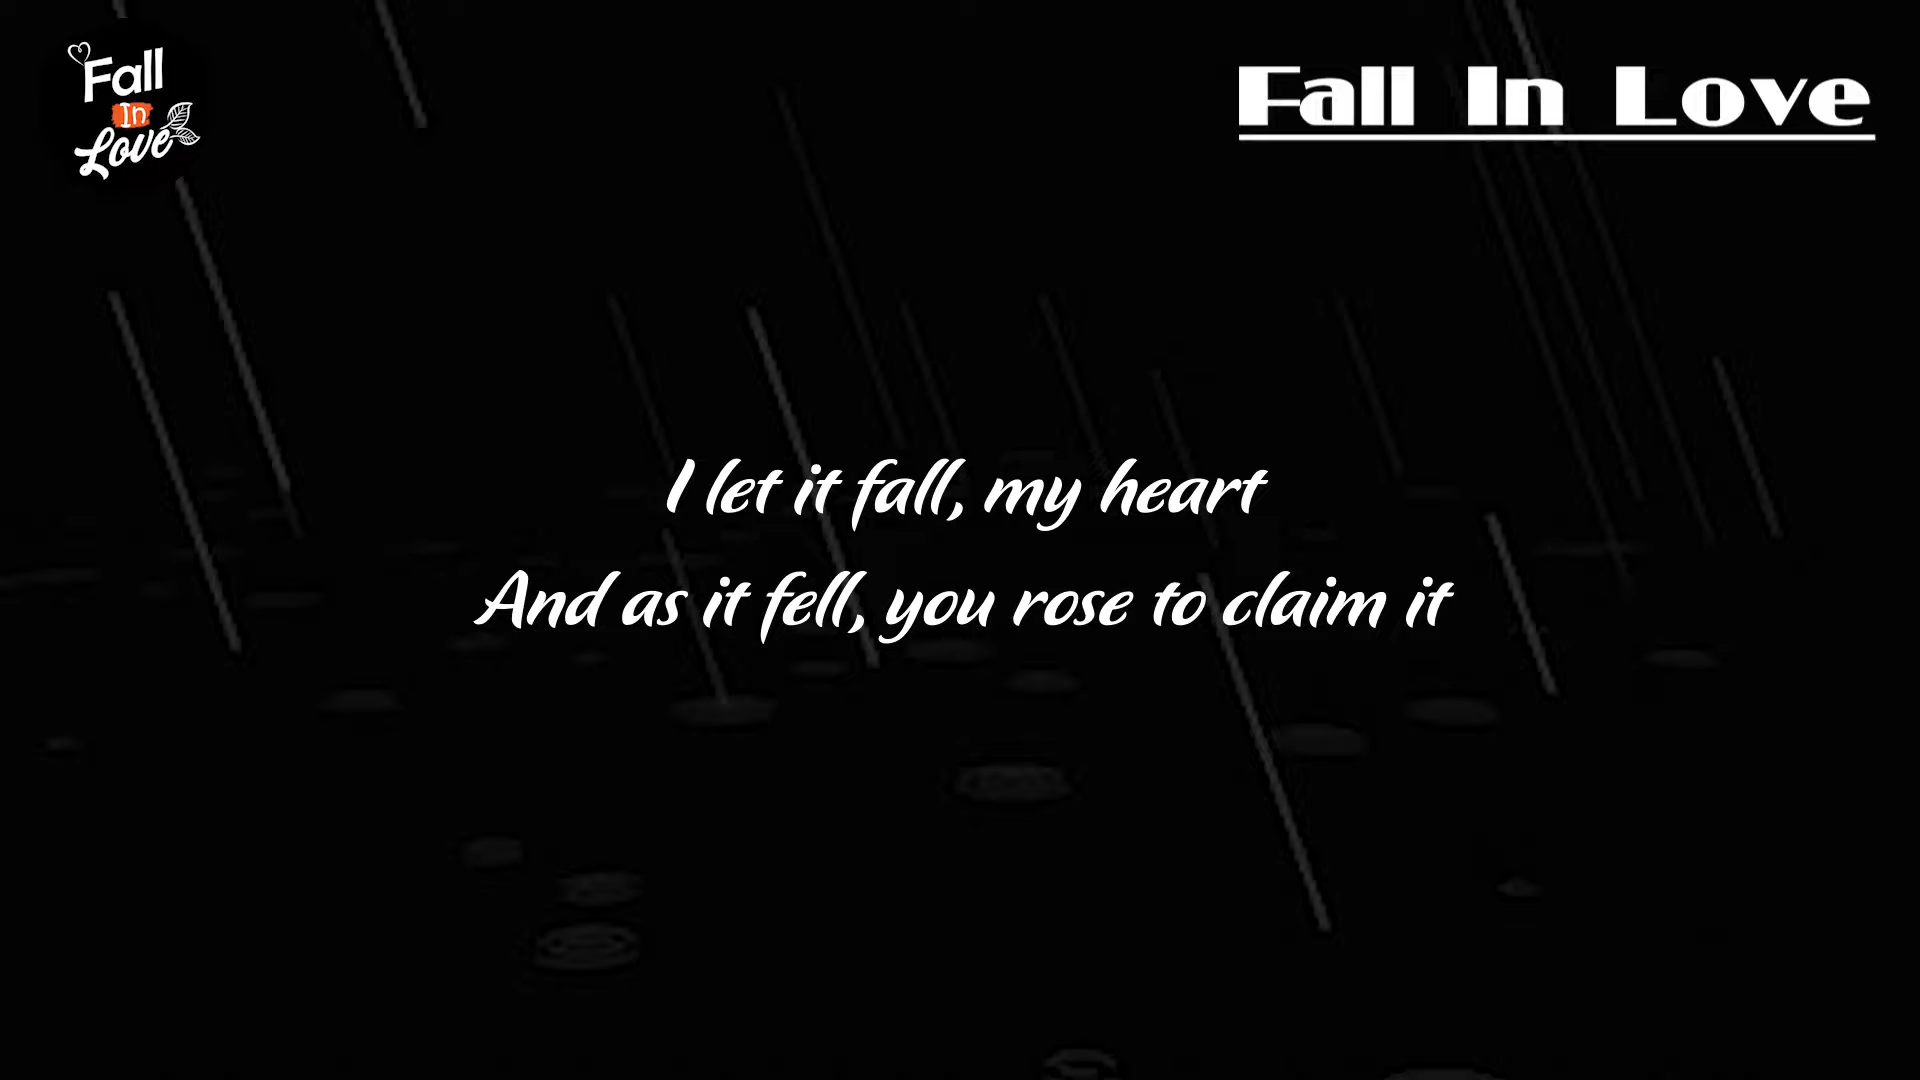 Fall
In
Love
Fall In Love
I let it fall, my heart
And as it fell, you rose to claim it